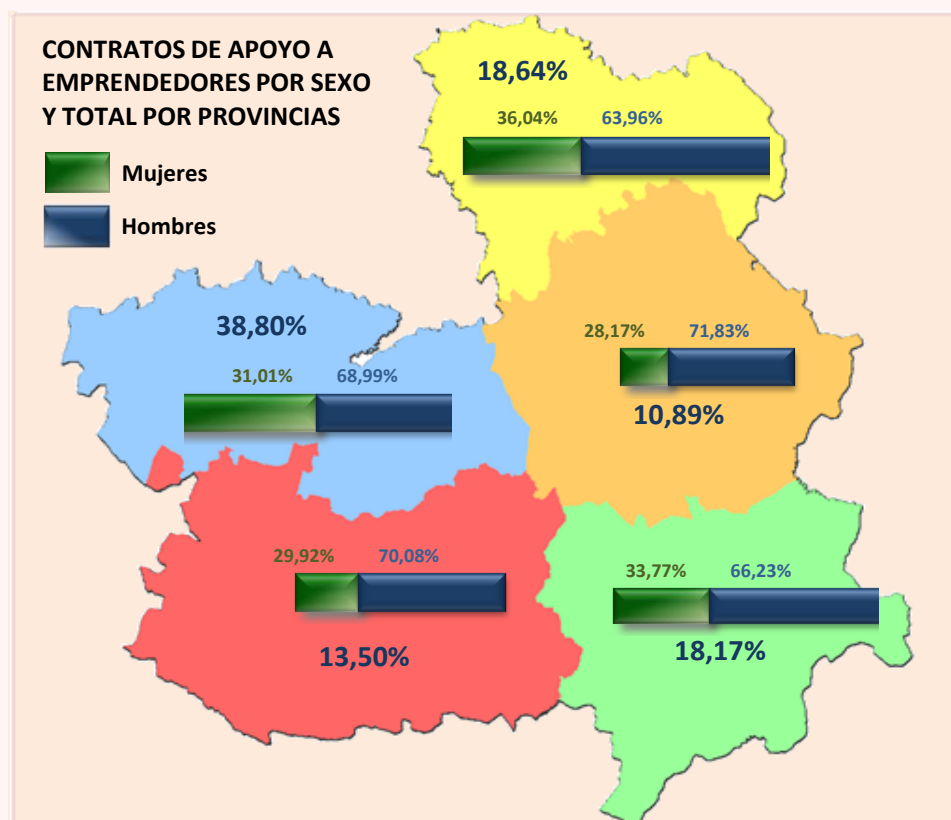 CONTRATOS DE APOYO A
EMPRENDEDORES POR SEXO
Y TOTAL POR PROVINCIAS
Mujeres
Hombres
18,64%
36,04% 63,96%
38,80%
31,01% 68,99%
28,17% 71,83%
10,89%
29,92% 70,08%
13,50%
33,77% 66,23%
18,17%